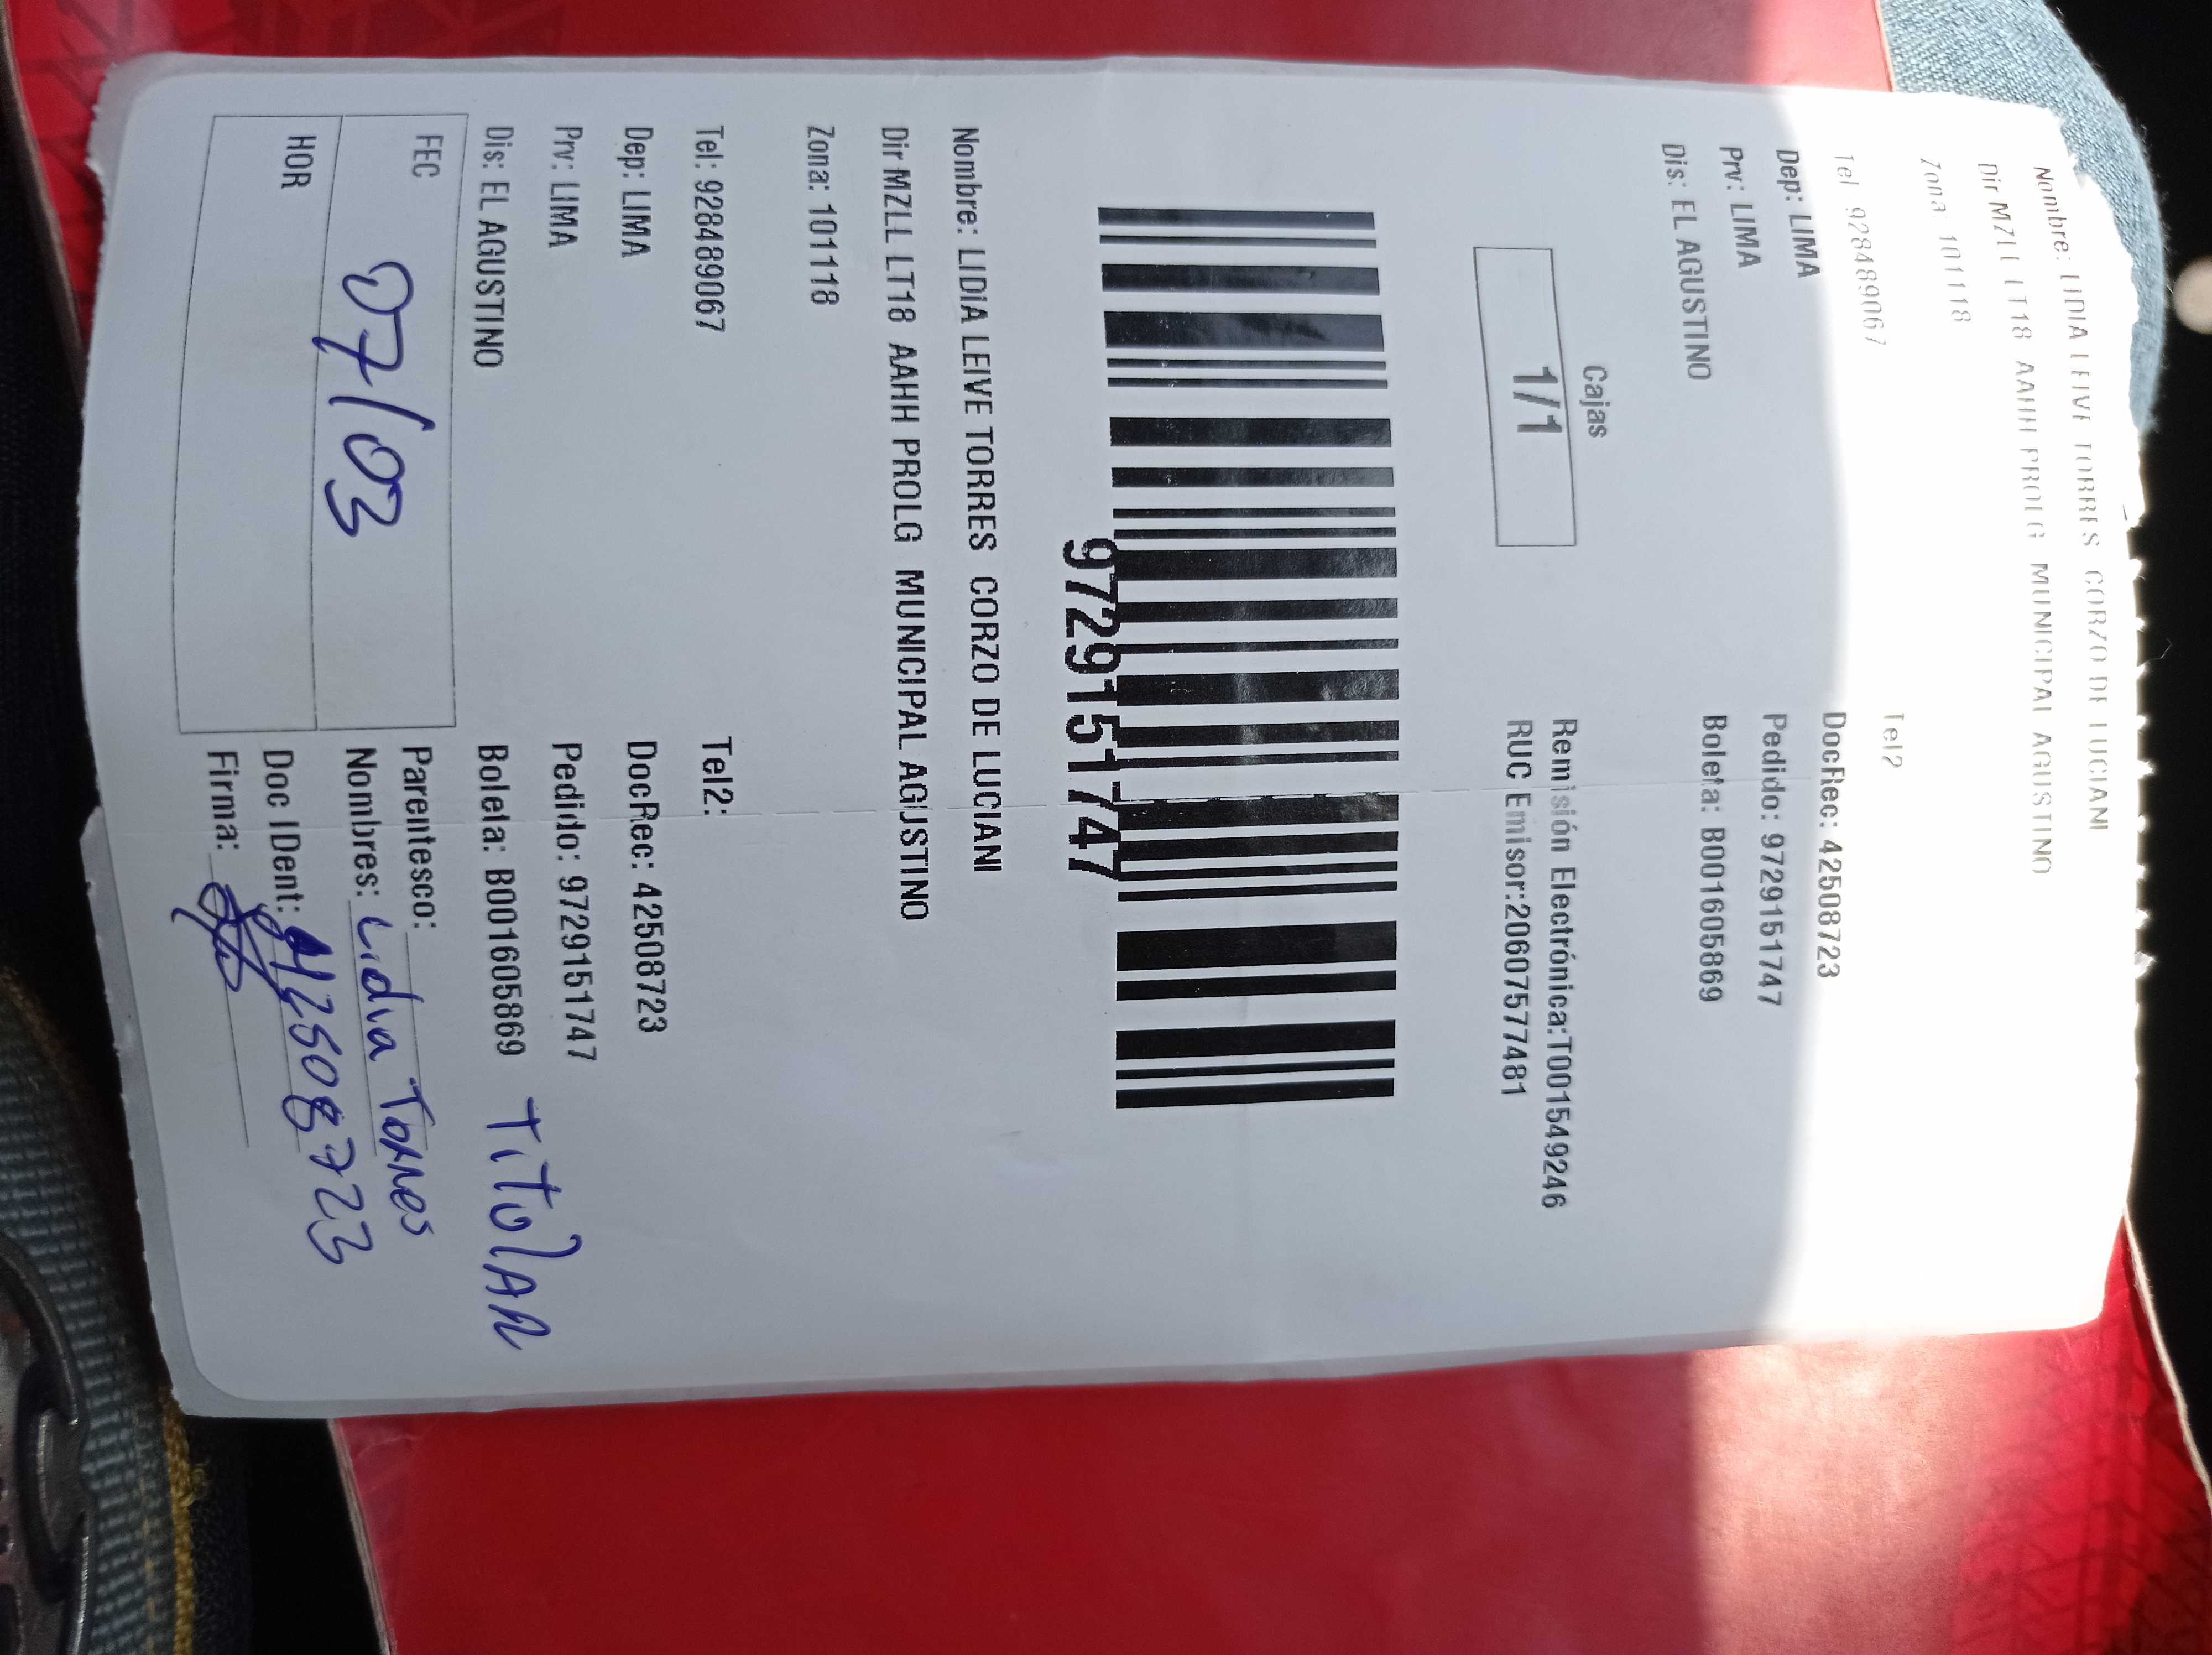 Nombre: LIDIA LEIVE TORRES CORZO DE LUCIANI
Dir MZLL LT18 AAHH PROLG MUNICIPAL AGUSTINO
Zona: 101118
Tel 928489067 Tel2
Dep: LIMA DocRec: 42508723
Prv: LIMA Pedido: 9729151747
Dis: EL AGUSTINO Boleta: B001605869
Cajas
1/1
Remisión Electrónica:T001549246
RUC Emisor:20607577481
9729151747
Nombre: LIDIA LEIVE TORRES CORZO DE LUCIANI
Dir MZLL LT18 AAHH PROLG MUNICIPAL AGUSTINO
Zona: 101118
Tel: 928489067 Tel2:
Dep: LIMA DocRec: 42508723
Prv: LIMA Pedido: 9729151747
Dis: EL AGUSTINO Boleta: B001605869
FEC 07/03
HOR
Parentesco: TiTulAR
Nombres: Lidia Torres
Doc IDent: 42508723
Firma: